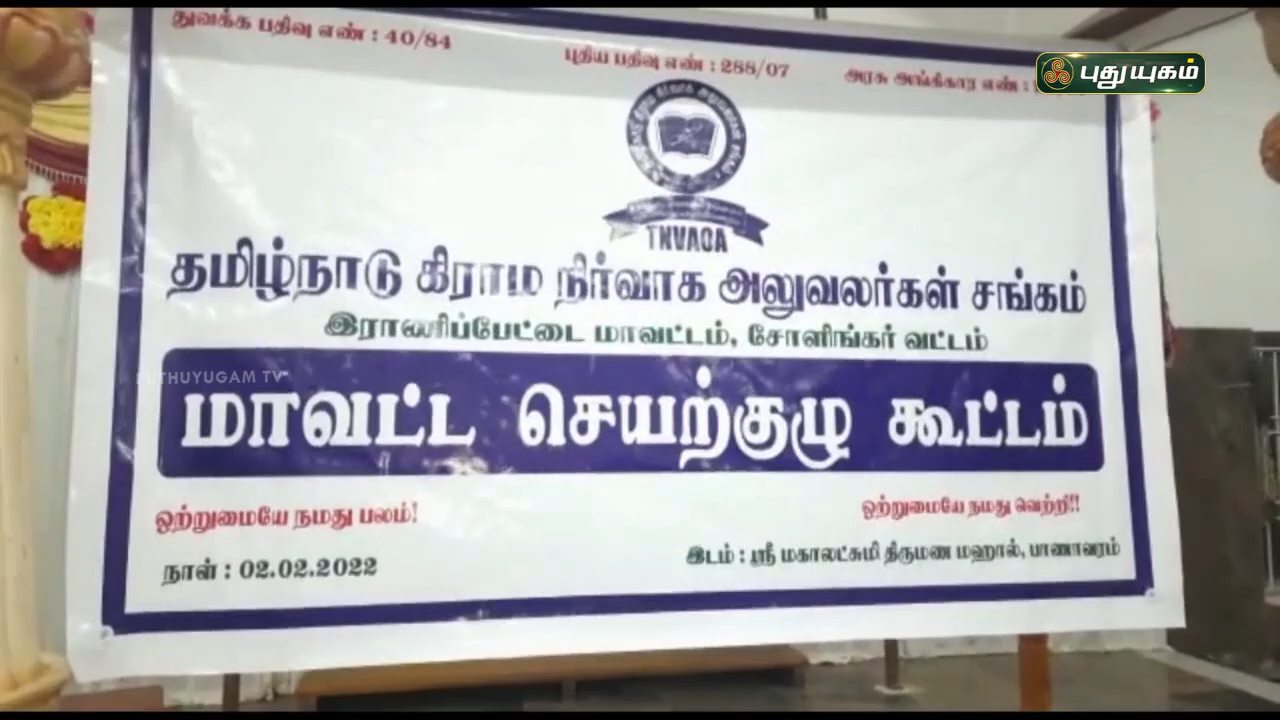 துவக்க பதிவு எண் : 40/84
புதிய பதிவு எண் : 288/07
அரசு அங்கிகார எண் :
புதுயுகம்
TNVAOA
தமிழ்நாடு கிராம நிர்வாக அலுவலர்கள் சங்கம்
இராணிப்பேட்டை மாவட்டம், சோளிங்கர் வட்டம்
PUTHUYUGAM TV
மாவட்ட செயற்குழு கூட்டம்
ஒற்றுமையே நமது பலம்!
ஒற்றுமையே நமது வெற்றி!!
நாள் : 02.02.2022
இடம் : ஸ்ரீ மகாலட்சுமி திருமண மஹால், பாணாவரம்